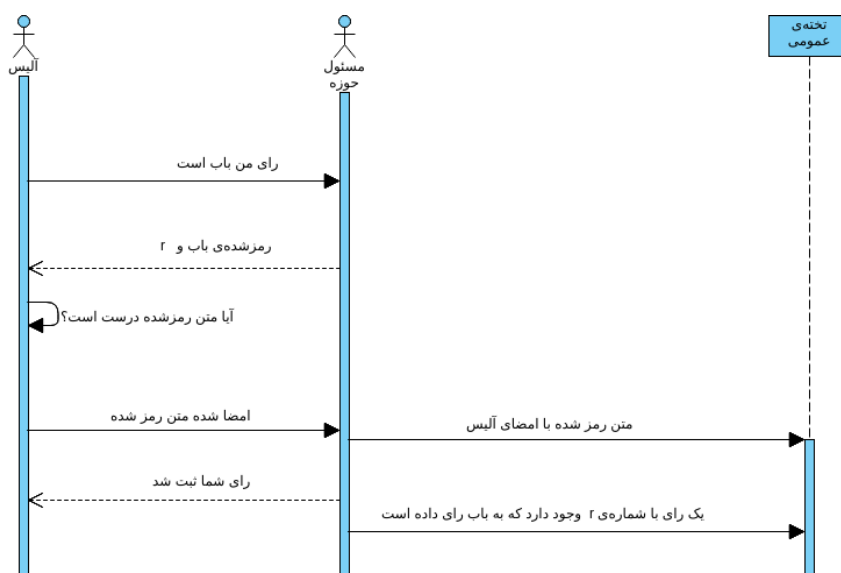 آلیس
مسئول
حوزه
تخته‌ی
عمومی
رای من باب است
رمزشده‌ی باب و r
آیا متن رمزشده درست است؟
امضا شده متن رمز شده
متن رمز شده با امضای آلیس
رای شما ثبت شد
یک رای با شماره‌ی r وجود دارد که به باب رای داده است